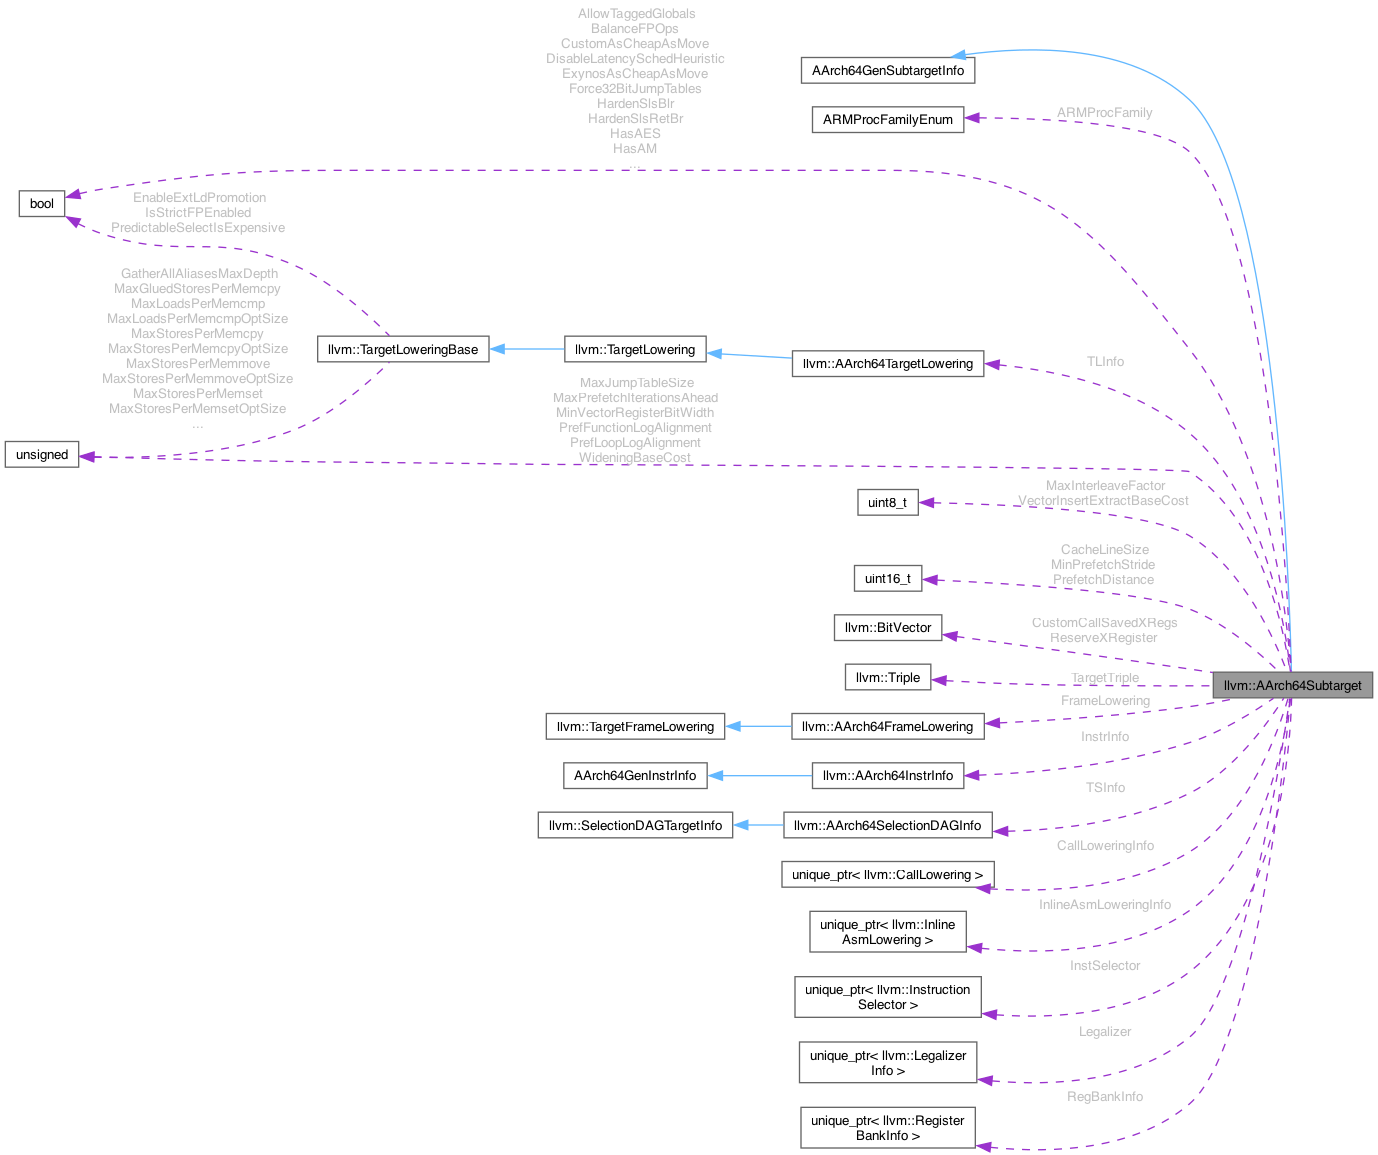 AllowTaggedGlobals
BalanceFPOps
CustomAsCheapAsMove
DisableLatencySchedHeuristic
ExynosAsCheapAsMove
Force32BitJumpTables
HardenSlsBlr
HardenSlsRetBr
HasAES
HasAM
...
AArch64GenSubtargetInfo
ARMProcFamilyEnum
ARMProcFamily
bool
EnableExtLdPromotion
IsStrictFPEnabled
PredictableSelectIsExpensive
GatherAllAliasesMaxDepth
MaxGluedStoresPerMemcpy
MaxLoadsPerMemcmp
MaxLoadsPerMemcmpOptSize
MaxStoresPerMemcpy
MaxStoresPerMemcpyOptSize
MaxStoresPerMemmove
MaxStoresPerMemmoveOptSize
MaxStoresPerMemset
MaxStoresPerMemsetOptSize
...
llvm::TargetLoweringBase
llvm::TargetLowering
llvm::AArch64TargetLowering
TLInfo
MaxJumpTableSize
MaxPrefetchIterationsAhead
MinVectorRegisterBitWidth
PrefFunctionLogAlignment
PrefLoopLogAlignment
WideningBaseCost
unsigned
uint8_t
MaxInterleaveFactor
VectorInsertExtractBaseCost
uint16_t
CacheLineSize
MinPrefetchStride
PrefetchDistance
llvm::BitVector
CustomCallSavedXRegs
ReserveXRegister
llvm::Triple
TargetTriple
llvm::AArch64Subtarget
FrameLowering
llvm::TargetFrameLowering
llvm::AArch64FrameLowering
InstrInfo
AArch64GenInstrInfo
llvm::AArch64InstrInfo
TSInfo
llvm::SelectionDAGTargetInfo
llvm::AArch64SelectionDAGInfo
CallLoweringInfo
unique_ptr< llvm::CallLowering >
InlineAsmLoweringInfo
unique_ptr< llvm::Inline
AsmLowering >
InstSelector
unique_ptr< llvm::Instruction
Selector >
Legalizer
unique_ptr< llvm::Legalizer
Info >
RegBankInfo
unique_ptr< llvm::Register
BankInfo >